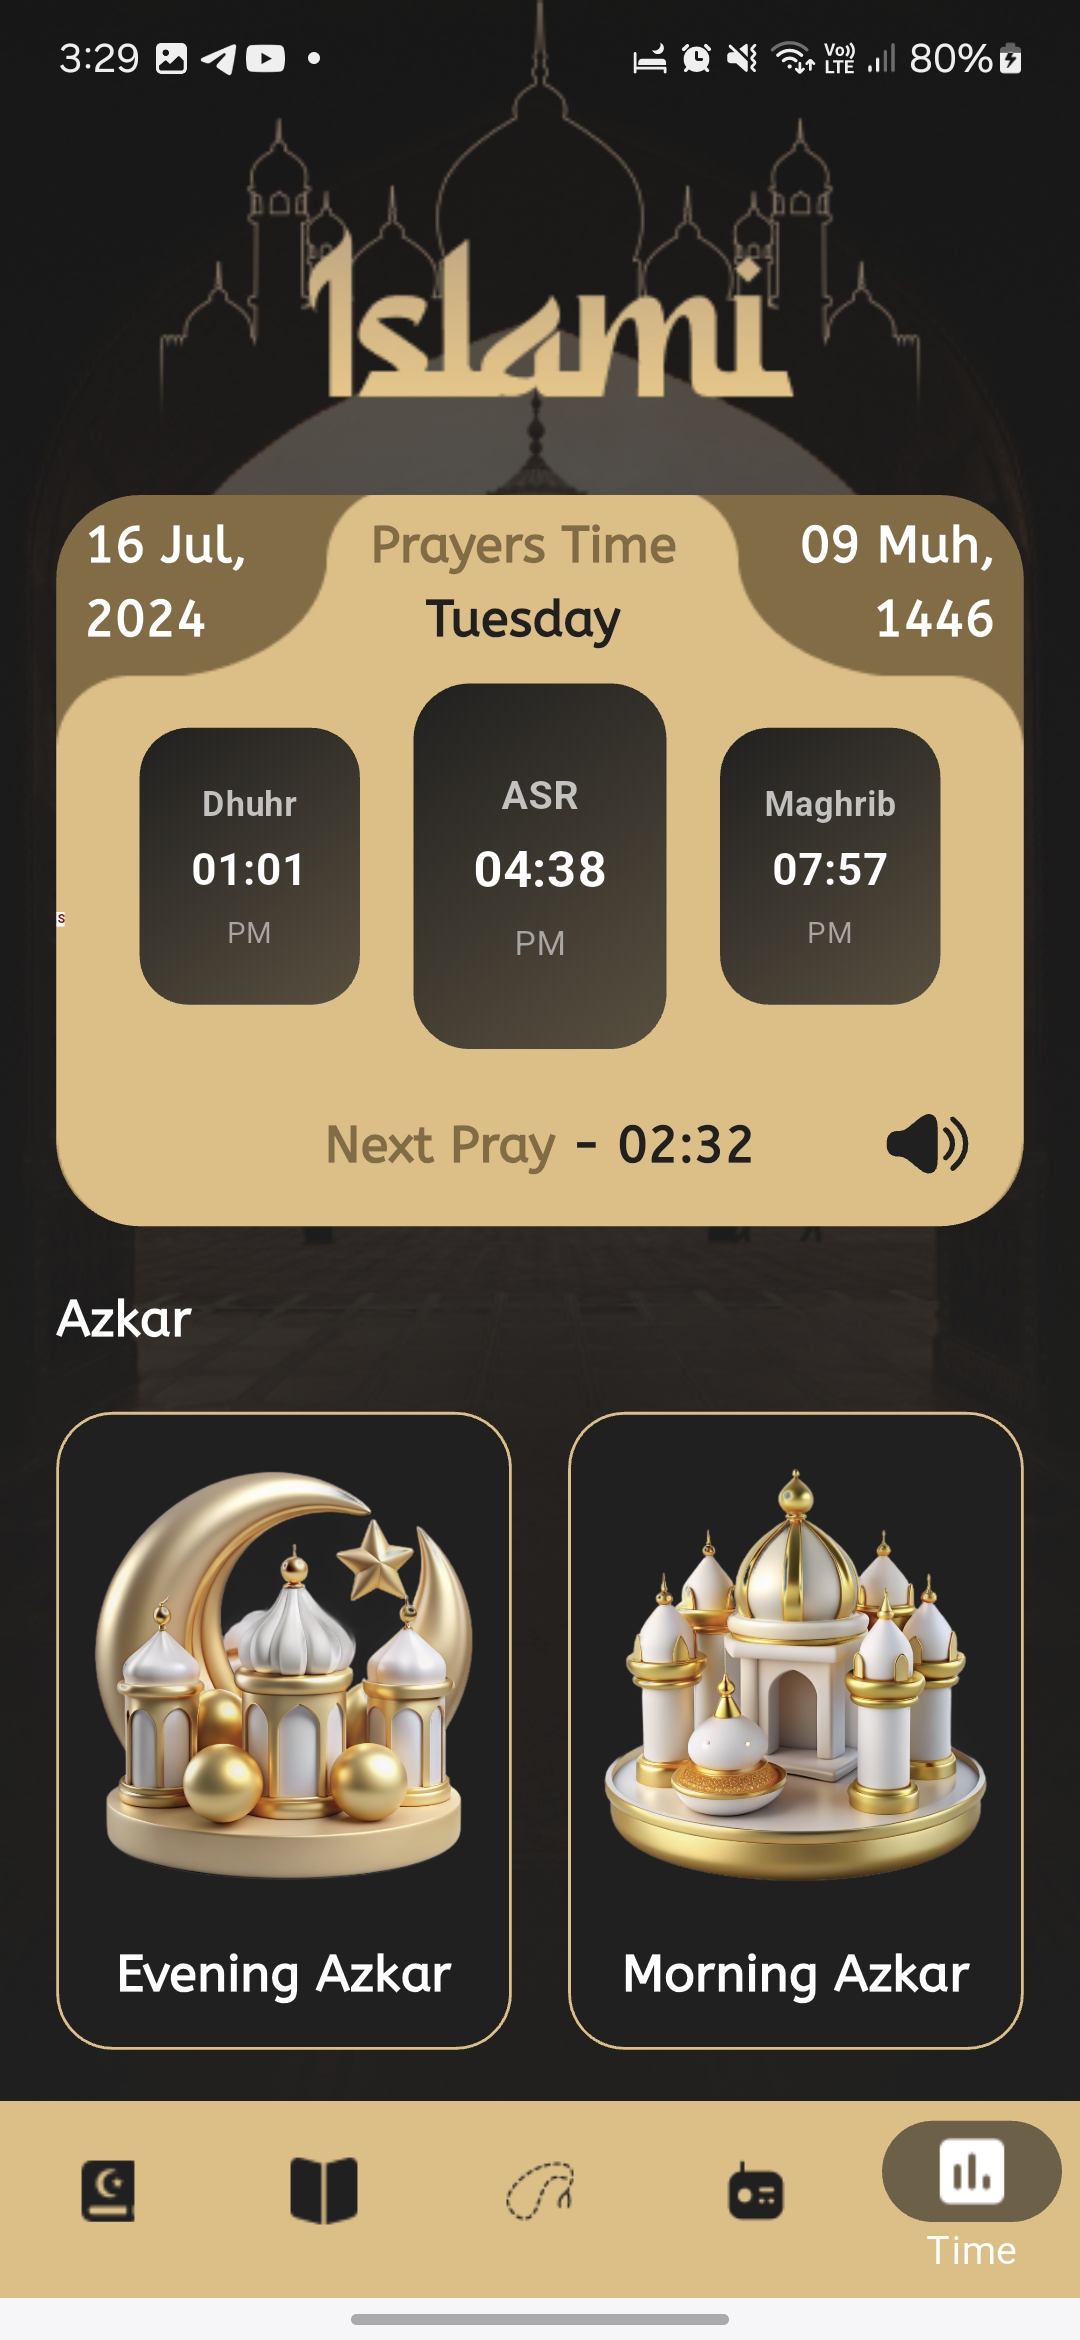 3:29 Vo)) LTE 80%
Islami
16 Jul, 2024
Prayers Time
Tuesday
09 Muh, 1446
Dhuhr
01:01
PM
ASR
04:38
PM
Maghrib
07:57
PM
S
Next Pray - 02:32
Azkar
Evening Azkar
Morning Azkar
Time